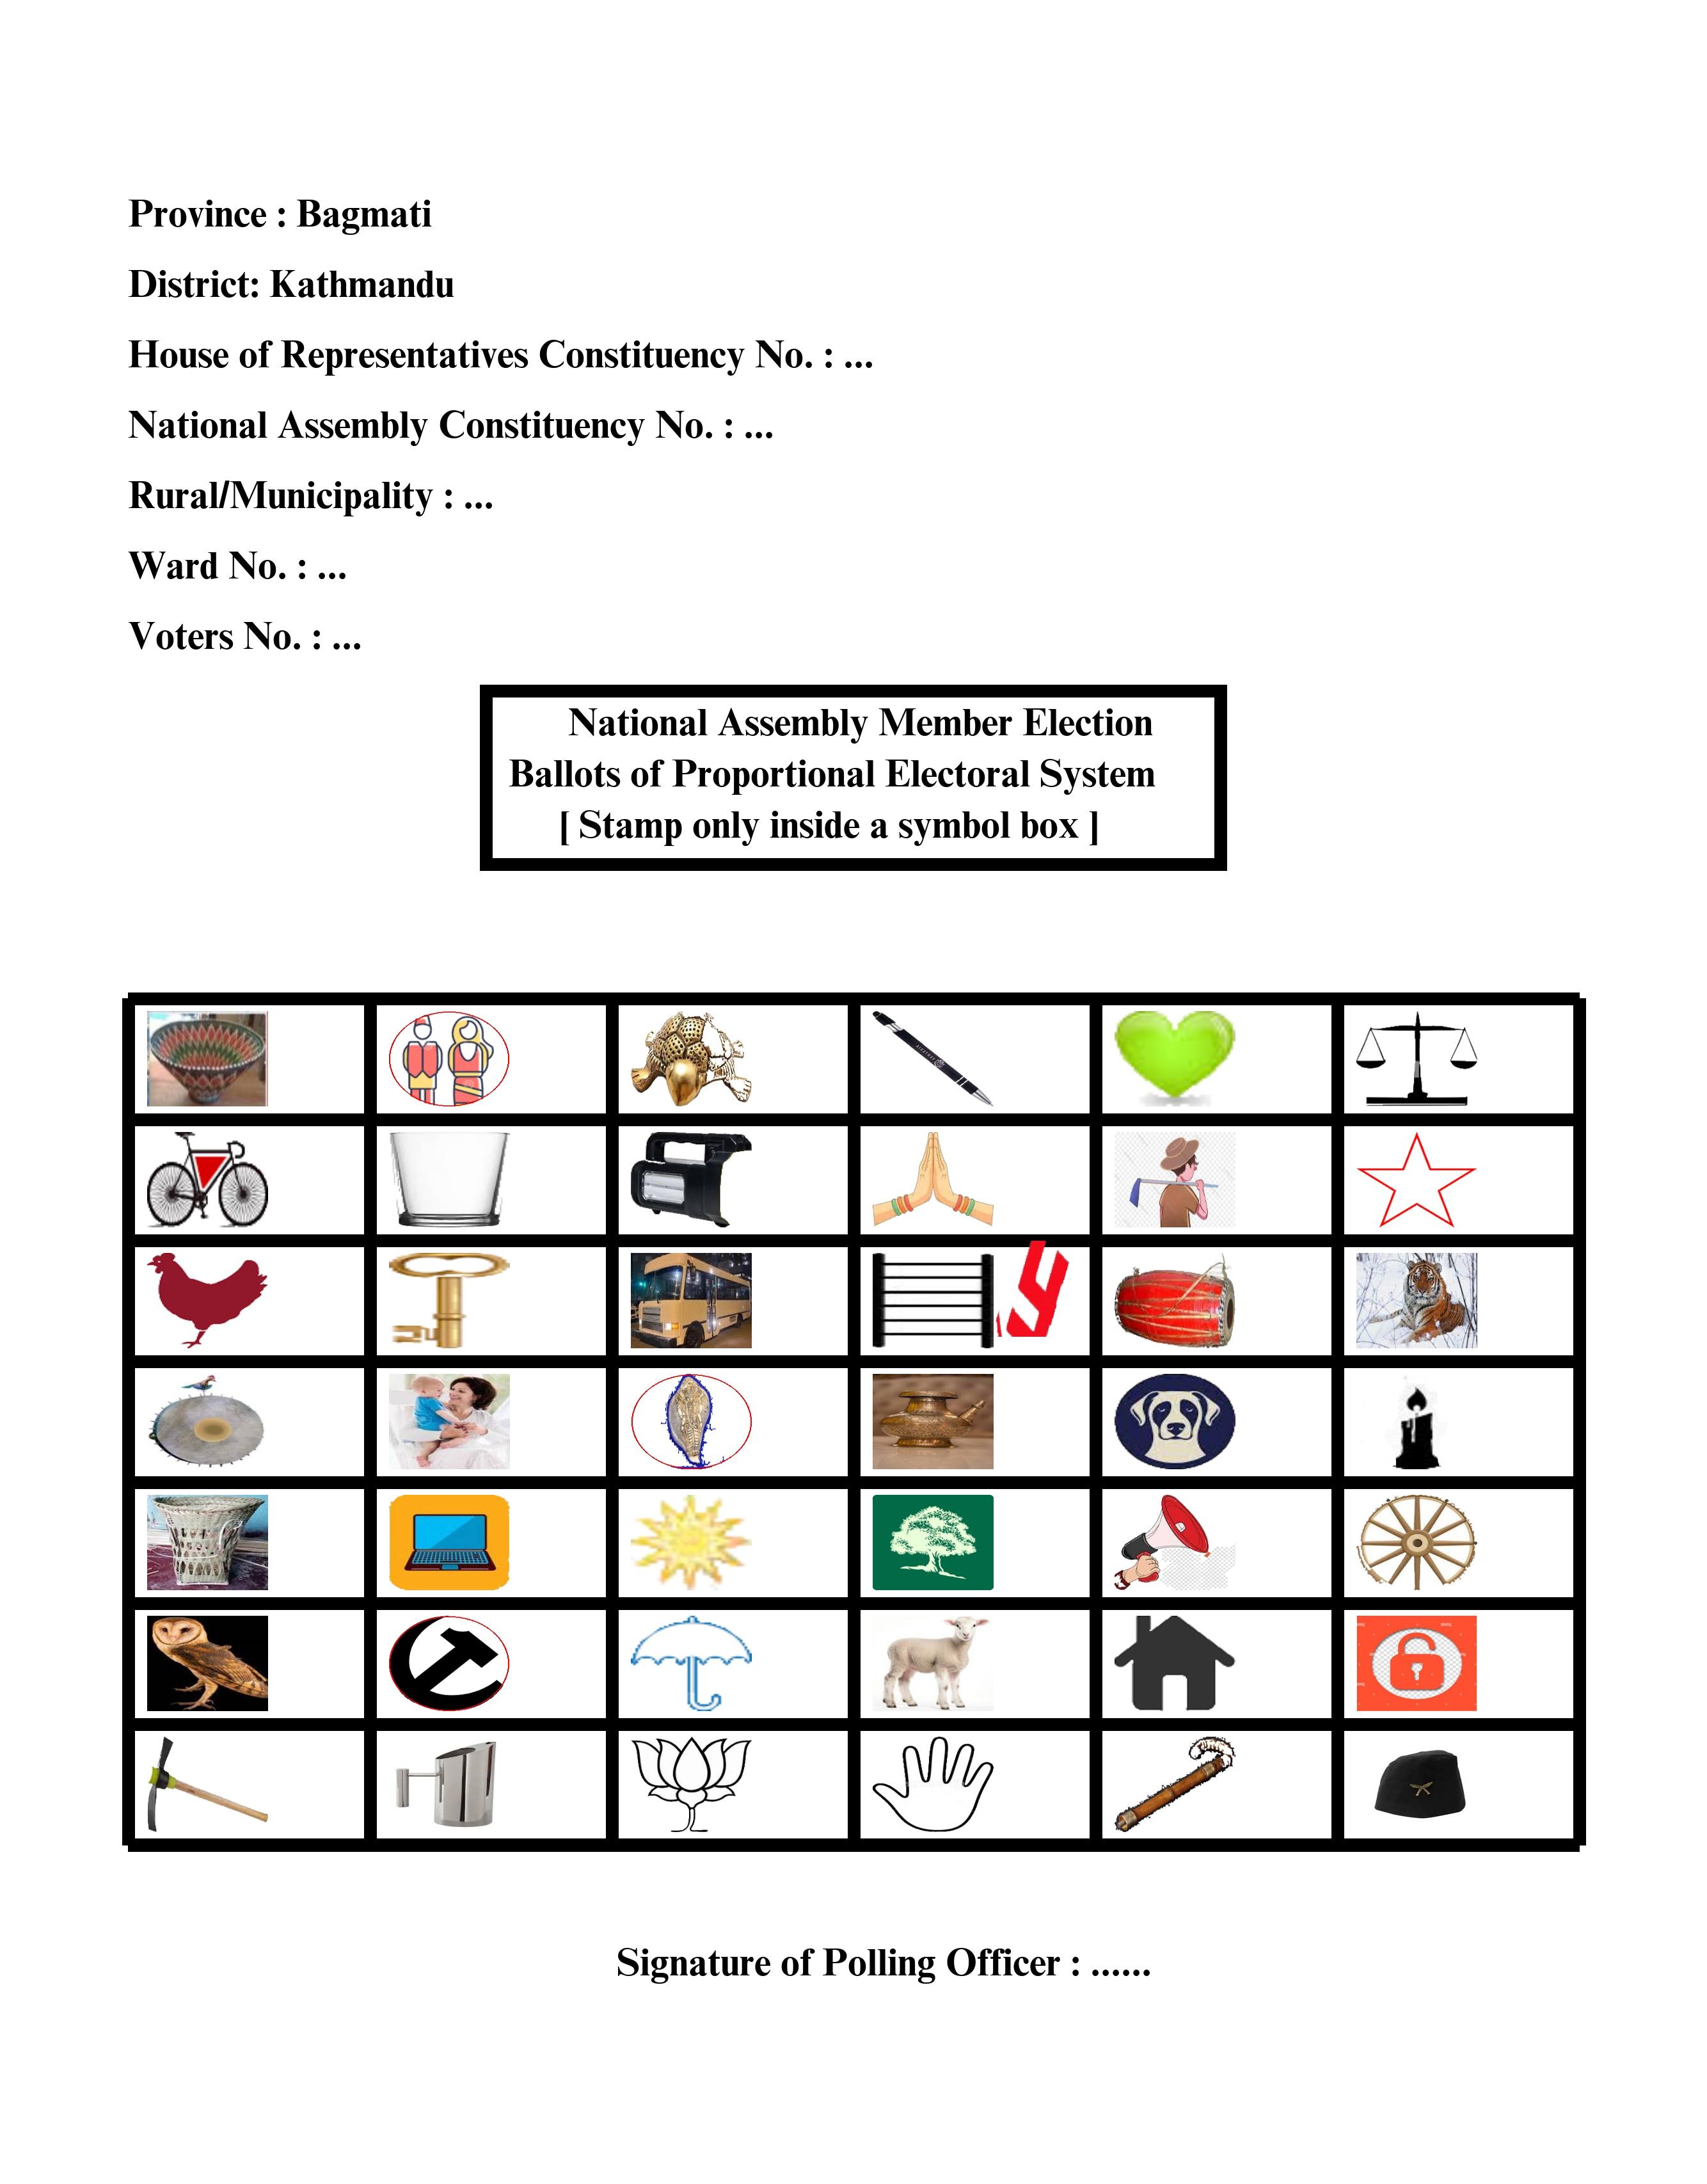 Province : Bagmati
District: Kathmandu
House of Representatives Constituency No. : ...
National Assembly Constituency No. : ...
Rural/Municipality : ...
Ward No. : ...
Voters No. : ...
National Assembly Member Election
Ballots of Proportional Electoral System
[ Stamp only inside a symbol box ]
Signature of Polling Officer : ......